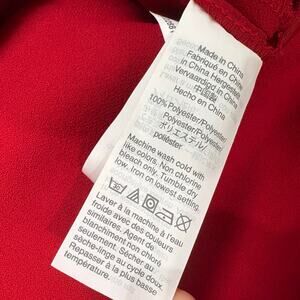 Made in China
Fabriqué en China
in China Hergestellt
Vervaardigd in China
中国製
Hecho en China
100% Polyester/Polyester/
Polyester/Polyester/
ポリエステル/
poliéster
Machine wash cold with
like colors. Non chlorine
bleach only. Tumble dry
low. Iron on lowest setting.
Laver à la machine à l'eau
froide avec des couleurs
similaires. Agent de
blanchiment non chloré
seulement. Sécher au
sèche-linge au cycle doux.
Repasser à la plus basse
température.